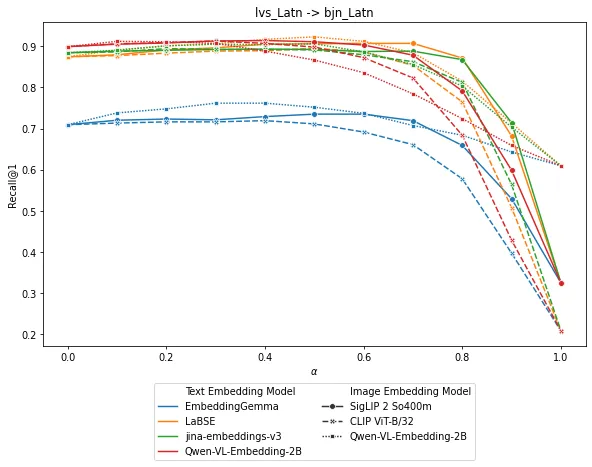 lvs_Latn -> bjn_Latn
Recall@1
0.9
0.8
0.7
0.6
0.5
0.4
0.3
0.2
0.0 0.2 0.4 0.6 0.8 1.0
α
Text Embedding Model Image Embedding Model
EmbeddingGemma SigLIP 2 So400m
LaBSE CLIP ViT-B/32
jina-embeddings-v3 Qwen-VL-Embedding-2B
Qwen-VL-Embedding-2B